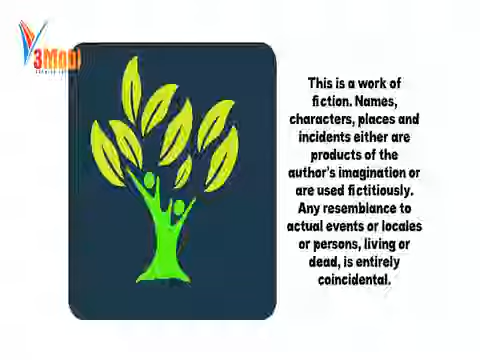 3Mobi
This is a work of
fiction. Names,
characters, places and
incidents either are
products of the
author's imagination or
are used fictitiously.
Any resemblance to
actual events or locales
or persons, living or
dead, is entirely
coincidental.